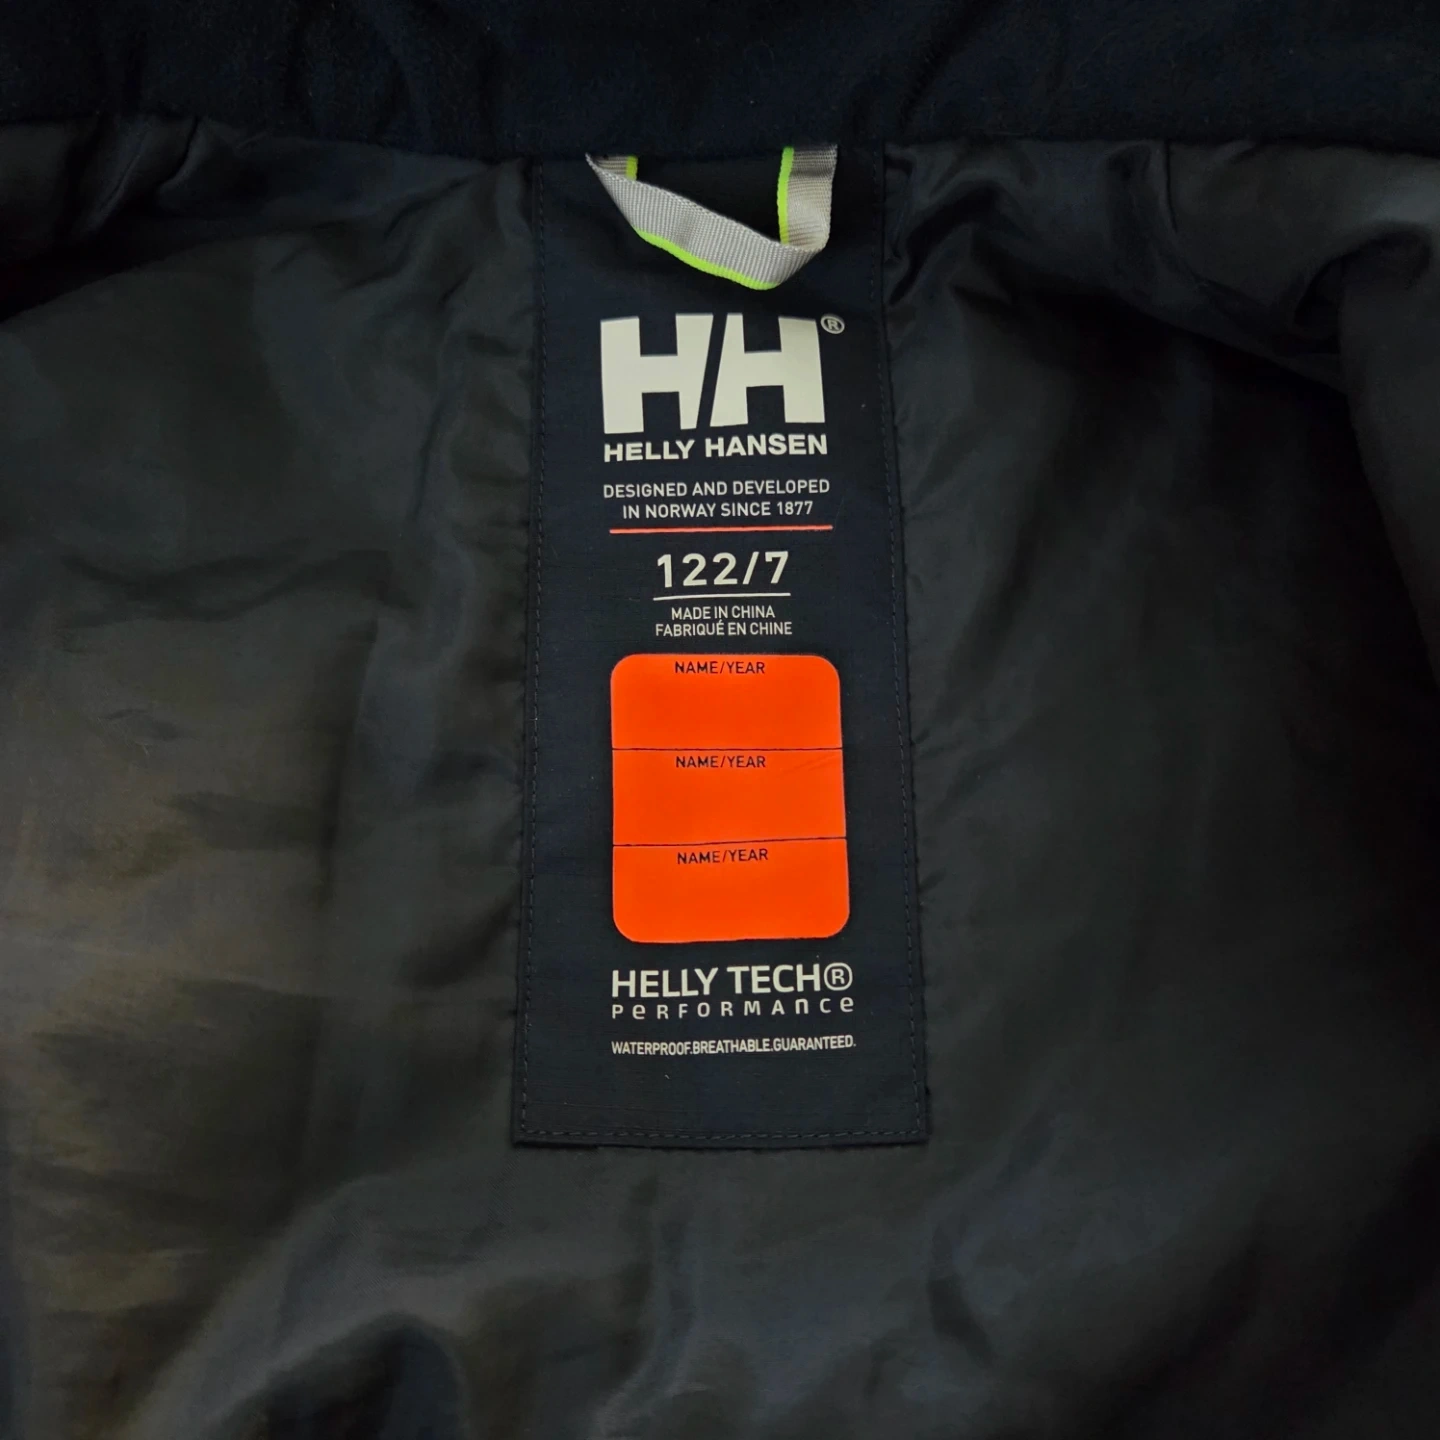 HH®
HELLY HANSEN
DESIGNED AND DEVELOPED
IN NORWAY SINCE 1877
122/7
MADE IN CHINA
FABRIQUÉ EN CHINE
NAME/YEAR
NAME/YEAR
NAME/YEAR
HELLY TECH®
PeRFORMAnce
WATERPROOF.BREATHABLE.GUARANTEED.